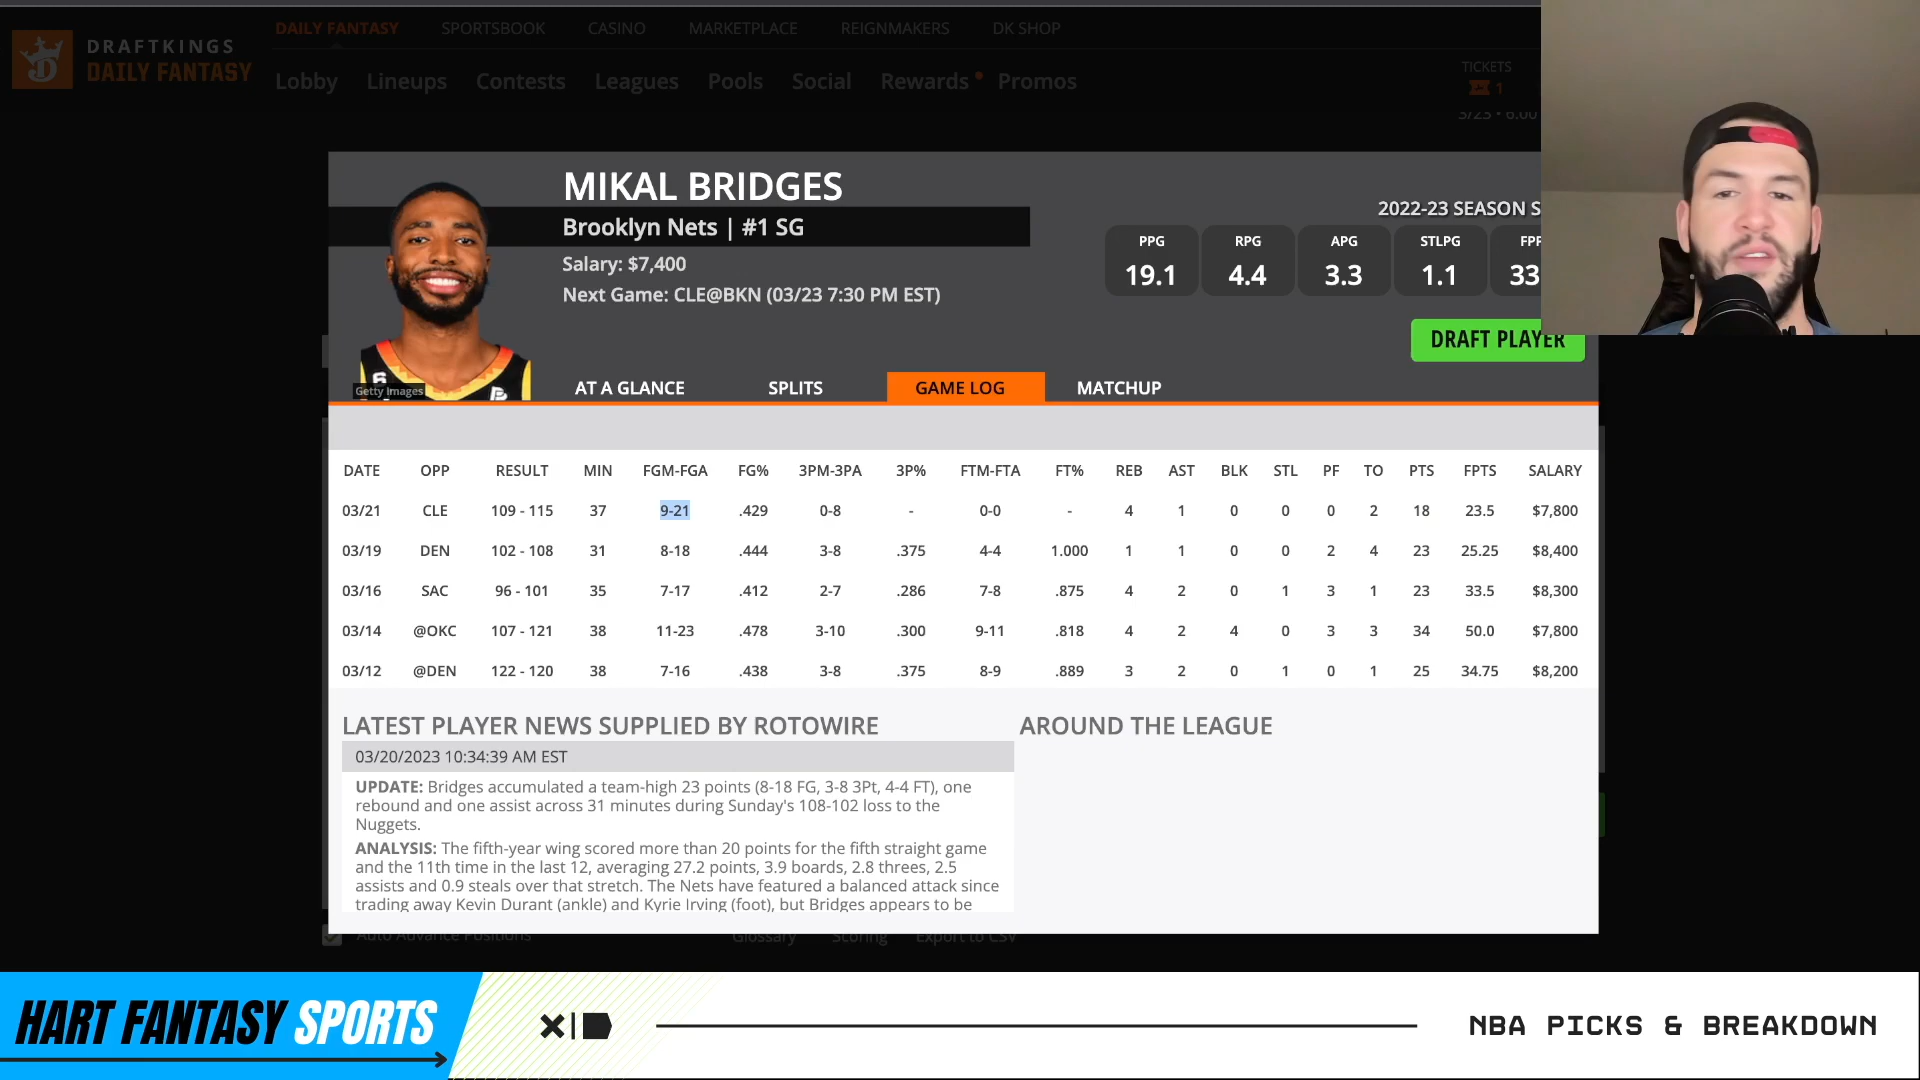 DAILY FANTASY SPORTSBOOK CASINO MARKETPLACE REIGNMAKERS DK SHOP
DRAFTKINGS
DAILY FANTASY
Lobby Lineups Contests Leagues Pools Social Rewards Promos
TICKETS
1
MIKAL BRIDGES
Brooklyn Nets | #1 SG
Salary: $7,400
Next Game: CLE@BKN (03/23 7:30 PM EST)
2022-23 SEASON S
PPG RPG APG STLPG FPP
19.1 4.4 3.3 1.1 33
DRAFT PLAYER
Getty Images
AT A GLANCE SPLITS GAME LOG MATCHUP
DATE OPP RESULT MIN FGM-FGA FG% 3PM-3PA 3P% FTM-FTA FT% REB AST BLK STL PF TO PTS FPTS SALARY
03/21 CLE 109 - 115 37 9-21 .429 0-8 - 0-0 - 4 1 0 0 0 2 18 23.5 $7,800
03/19 DEN 102 - 108 31 8-18 .444 3-8 .375 4-4 1.000 1 1 0 0 2 4 23 25.25 $8,400
03/16 SAC 96 - 101 35 7-17 .412 2-7 .286 7-8 .875 4 2 0 1 3 1 23 33.5 $8,300
03/14 @OKC 107 - 121 38 11-23 .478 3-10 .300 9-11 .818 4 2 4 0 3 3 34 50.0 $7,800
03/12 @DEN 122 - 120 38 7-16 .438 3-8 .375 8-9 .889 3 2 0 1 0 1 25 34.75 $8,200
LATEST PLAYER NEWS SUPPLIED BY ROTOWIRE
AROUND THE LEAGUE
03/20/2023 10:34:39 AM EST
UPDATE: Bridges accumulated a team-high 23 points (8-18 FG, 3-8 3Pt, 4-4 FT), one
rebound and one assist across 31 minutes during Sunday's 108-102 loss to the
Nuggets.
ANALYSIS: The fifth-year wing scored more than 20 points for the fifth straight game
and the 11th time in the last 12, averaging 27.2 points, 3.9 boards, 2.8 threes, 2.5
assists and 0.9 steals over that stretch. The Nets have featured a balanced attack since
trading away Kevin Durant (ankle) and Kyrie Irving (foot), but Bridges appears to be
Auto Advance Positions Glossary Scoring Export to CSV
HART FANTASY SPORTS
NBA PICKS & BREAKDOWN